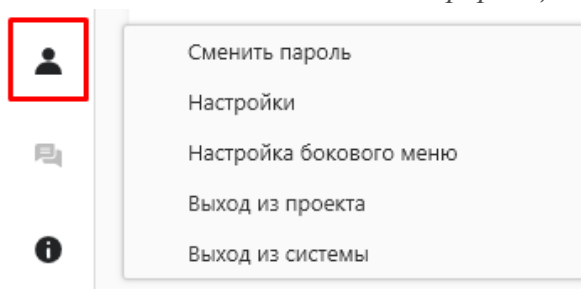 Сменить пароль
Настройки
Настройка бокового меню
Выход из проекта
Выход из системы